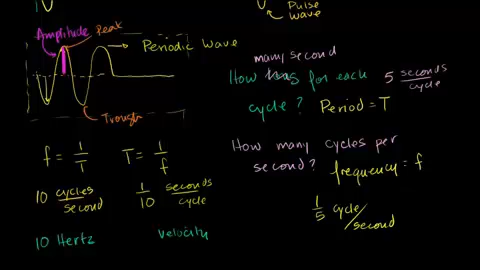 Pulse
wave
Amplitude
Peak
Periodic Wave
Trough
many second
How long for each
5 seconds/cycle
cycle? Period = T
How many cycles per
second?
frequency = f
1/5 cycle/second
f = 1/T
T = 1/f
10 cycles/second
1/10 seconds/cycle
10 Hertz
velocity